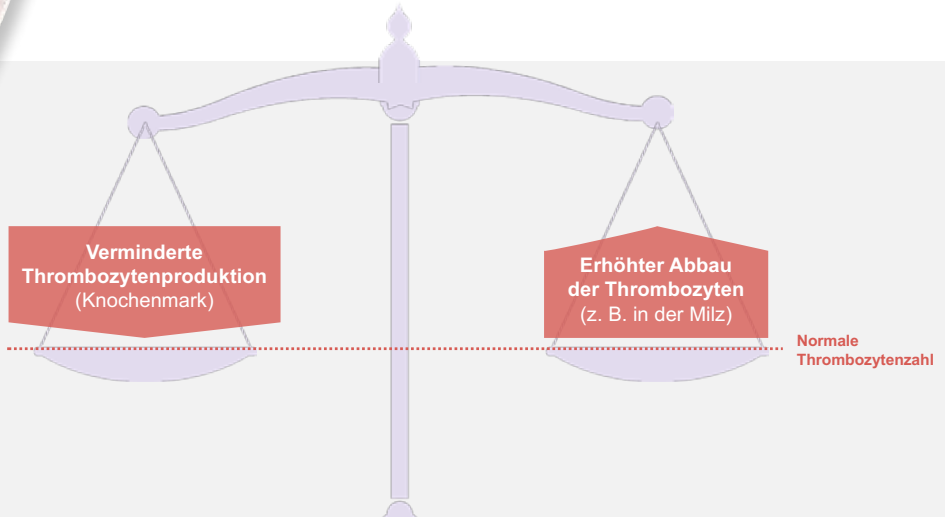 Verminderte
Thrombozytenproduktion
(Knochenmark)
Erhöhter Abbau
der Thrombozyten
(z. B. in der Milz)
Normale
Thrombozytenzahl